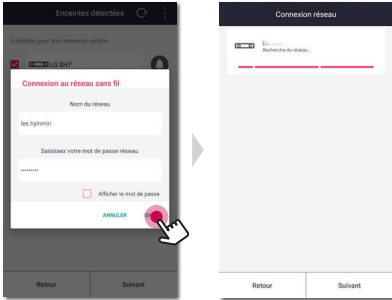 Enceintes détectées
Enceintes pour une connexion simple
LG SH7
Connexion au réseau sans fil
Nom du réseau
lee.hyinmin
Saisissez votre mot de passe réseau.
•••••••••
Afficher le mot de passe
ANNULER
Retour
Suivant
Connexion réseau
Recherche du réseau...
Retour
Suivant